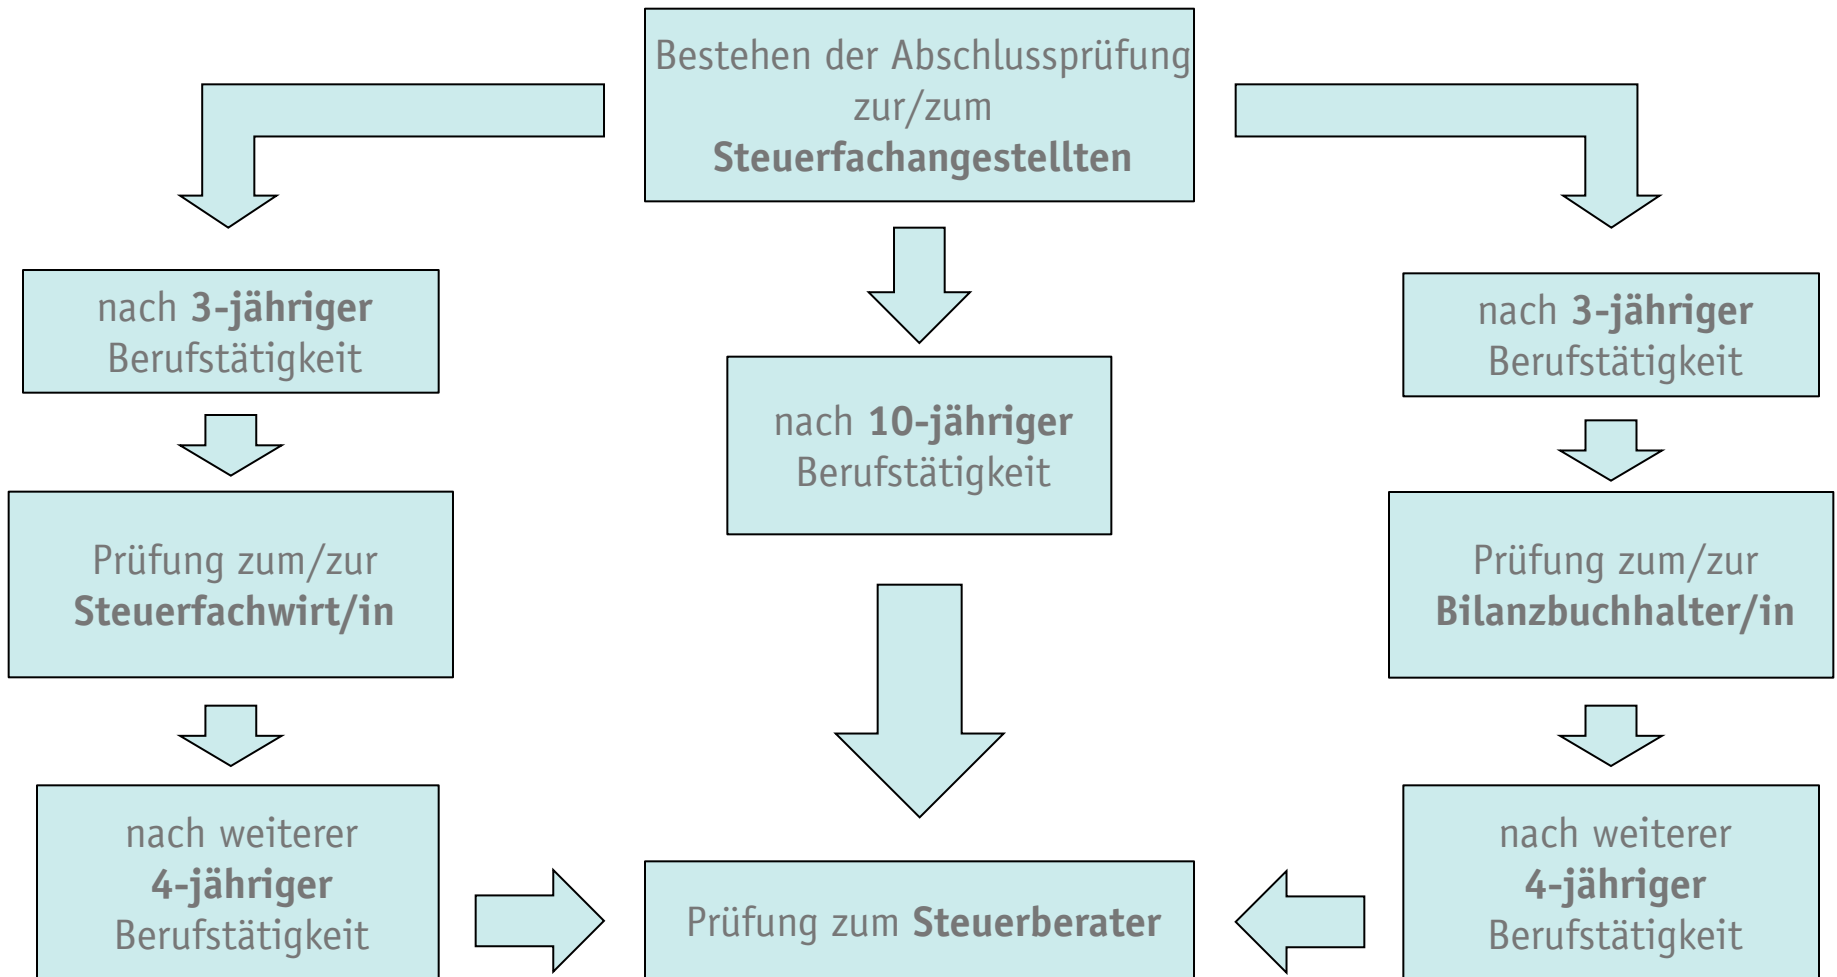 Bestehen der Abschlussprüfung
zur/zum
Steuerfachangestellten
nach 3-jähriger
Berufstätigkeit
Prüfung zum/zur
Steuerfachwirt/in
nach weiterer
4-jähriger
Berufstätigkeit
nach 10-jähriger
Berufstätigkeit
Prüfung zum Steuerberater
nach 3-jähriger
Berufstätigkeit
Prüfung zum/zur
Bilanzbuchhalter/in
nach weiterer
4-jähriger
Berufstätigkeit